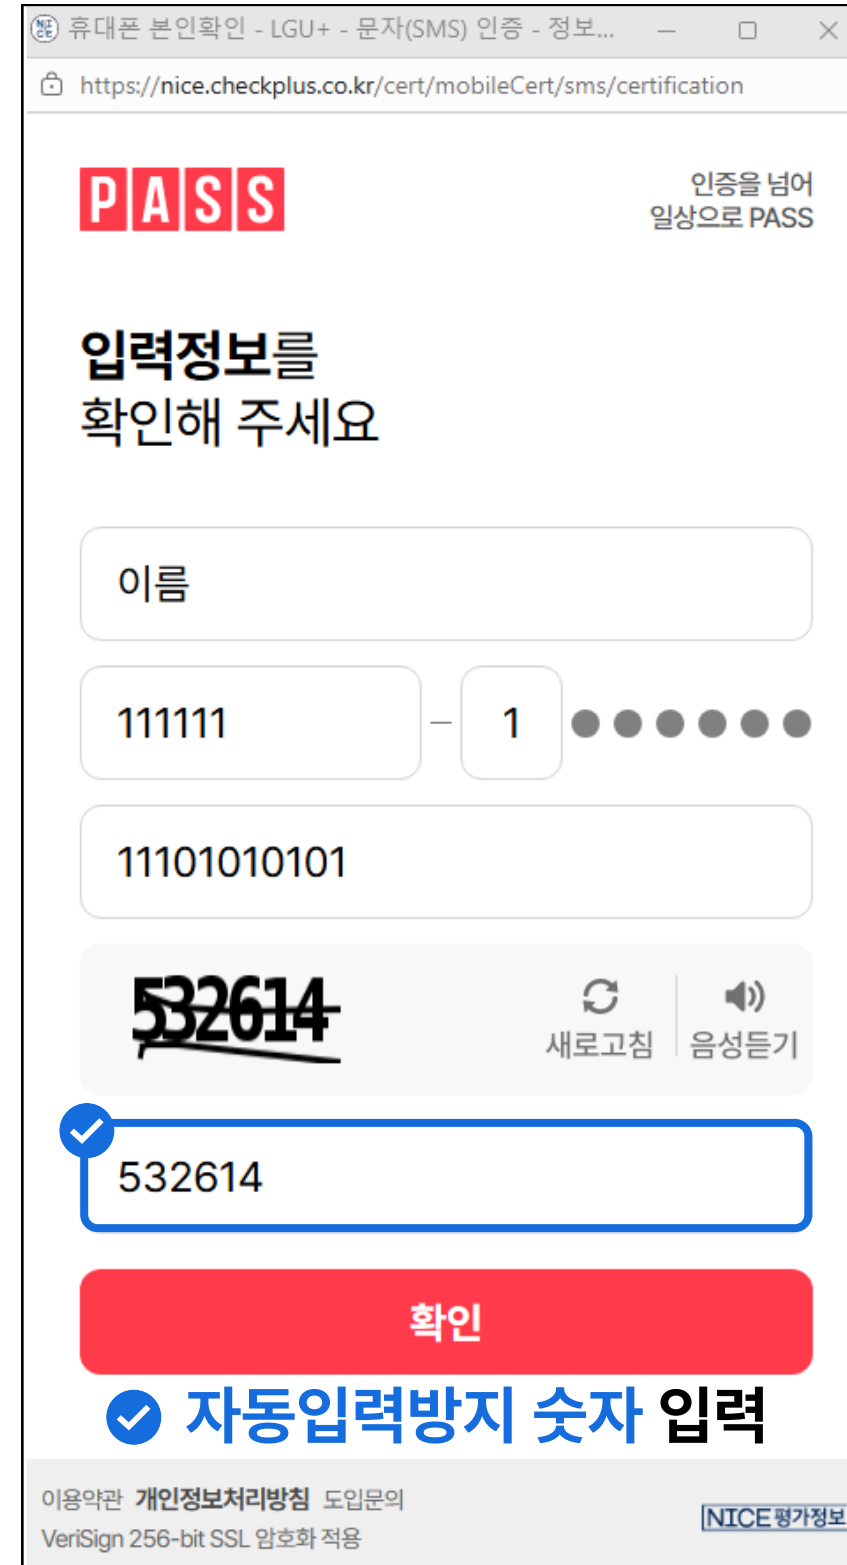 휴대폰 본인확인 - LGU+ - 문자(SMS) 인증 - 정보...
https://nice.checkplus.co.kr/cert/mobileCert/sms/certification
PASS
인증을 넘어
일상으로 PASS
입력정보를
확인해 주세요
이름
111111 - 1 ●●●●●●
11101010101
532614
새로고침 음성듣기
532614
확인
자동입력방지 숫자 입력
이용약관 개인정보처리방침 도입문의
VeriSign 256-bit SSL 암호화 적용
NICE평가정보